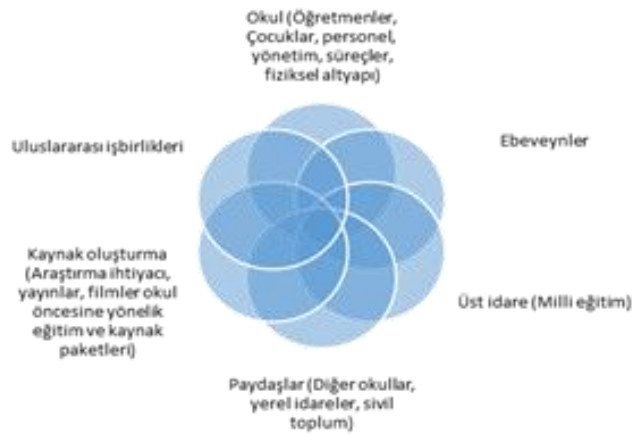 Okul (Öğretmenler,
Çocuklar, personel,
yönetim, süreçler,
fiziksel altyapı)
Ebeveynler
Üst idare (Milli eğitim)
Paydaşlar (Diğer okullar,
yerel idareler, sivil
toplum)
Kaynak oluşturma
(Araştırma ihtiyacı,
yayınlar, filmler okul
öncesine yönelik
eğitim ve kaynak
paketleri)
Uluslararası işbirlikleri